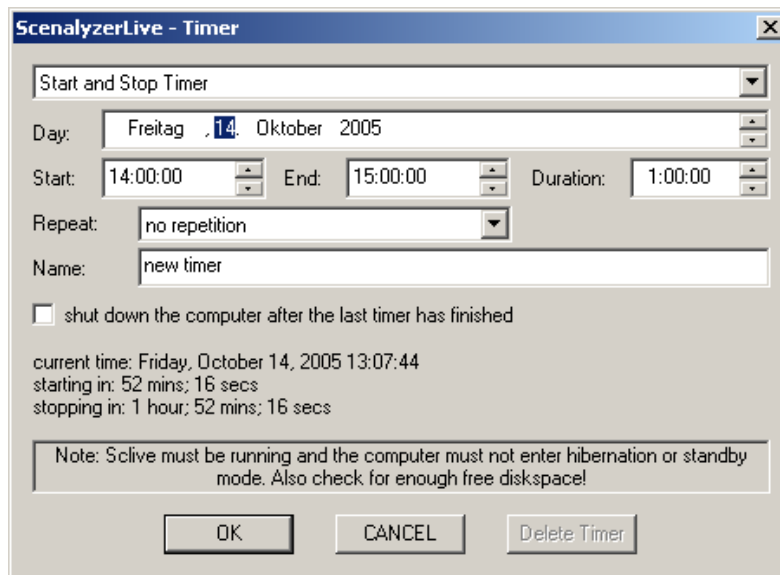 ScenalyzerLive - Timer
Start and Stop Timer
Day: Freitag , 14. Oktober 2005
Start: 14:00:00 End: 15:00:00 Duration: 1:00:00
Repeat: no repetition
Name: new timer
shut down the computer after the last timer has finished
current time: Friday, October 14, 2005 13:07:44
starting in: 52 mins; 16 secs
stopping in: 1 hour; 52 mins; 16 secs
Note: Sclive must be running and the computer must not enter hibernation or standby
mode. Also check for enough free diskspace!
OK CANCEL Delete Timer